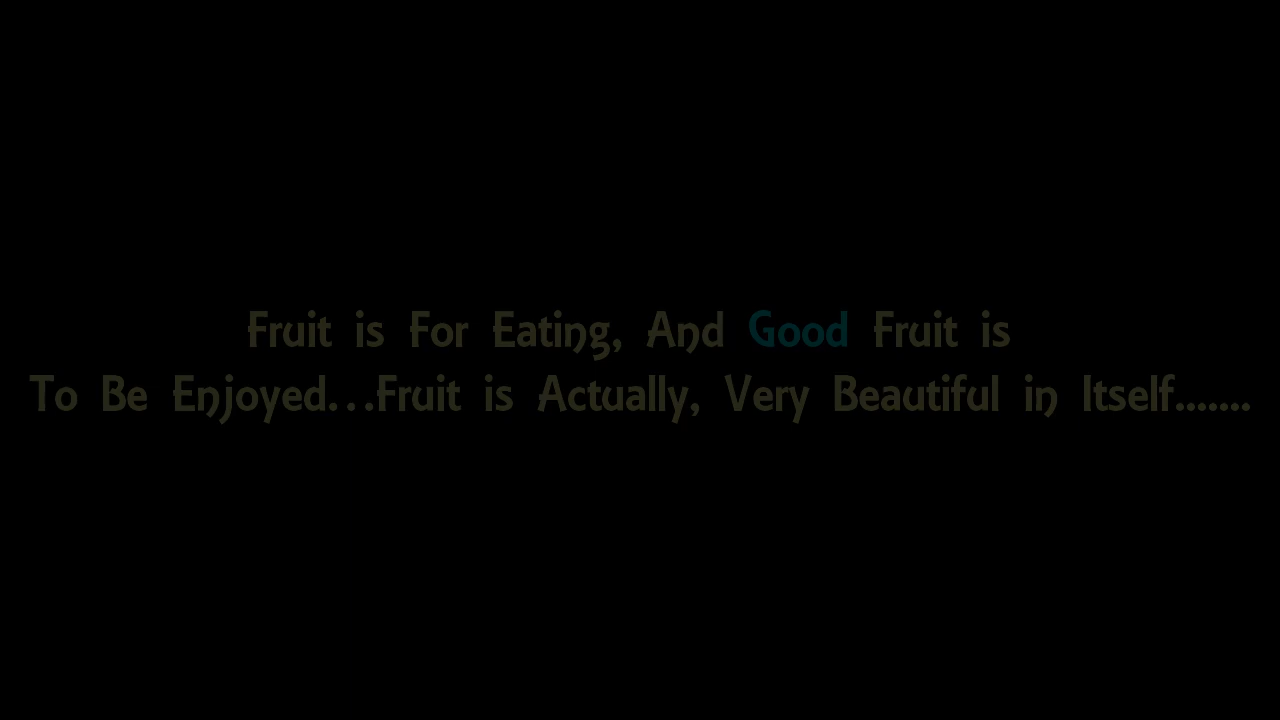 Fruit is For Eating, And Good Fruit is
To Be Enjoyed...Fruit is Actually, Very Beautiful in Itself.......